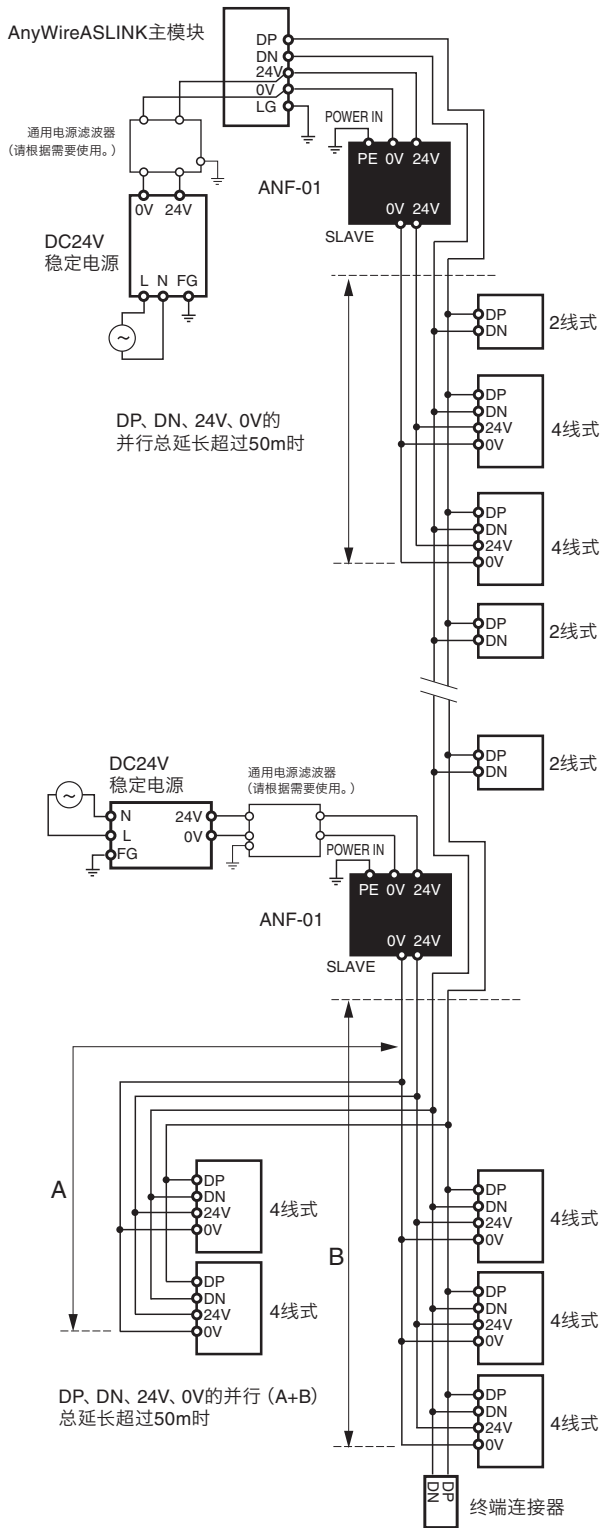 AnyWireASLINK主模块
DP
DN
24V
0V
LG
通用电源滤波器
（请根据需要使用。）
0V 24V
DC24V
稳定电源
L N FG
~
POWER IN
PE 0V 24V
ANF-01
0V 24V
SLAVE
DP
DN
2线式
DP
DN
24V
0V
4线式
DP、DN、24V、0V的
并行总延长超过50m时
DP
DN
24V
0V
4线式
DP
DN
2线式
DP
DN
2线式
DC24V
稳定电源
通用电源滤波器
（请根据需要使用。）
~
N
L
FG
24V
0V
POWER IN
PE 0V 24V
ANF-01
0V 24V
SLAVE
A
DP
DN
24V
0V
4线式
DP
DN
24V
0V
4线式
B
DP
DN
24V
0V
4线式
DP
DN
24V
0V
4线式
DP
DN
24V
0V
4线式
DP、DN、24V、0V的并行（A+B）
总延长超过50m时
DP
DN
终端连接器